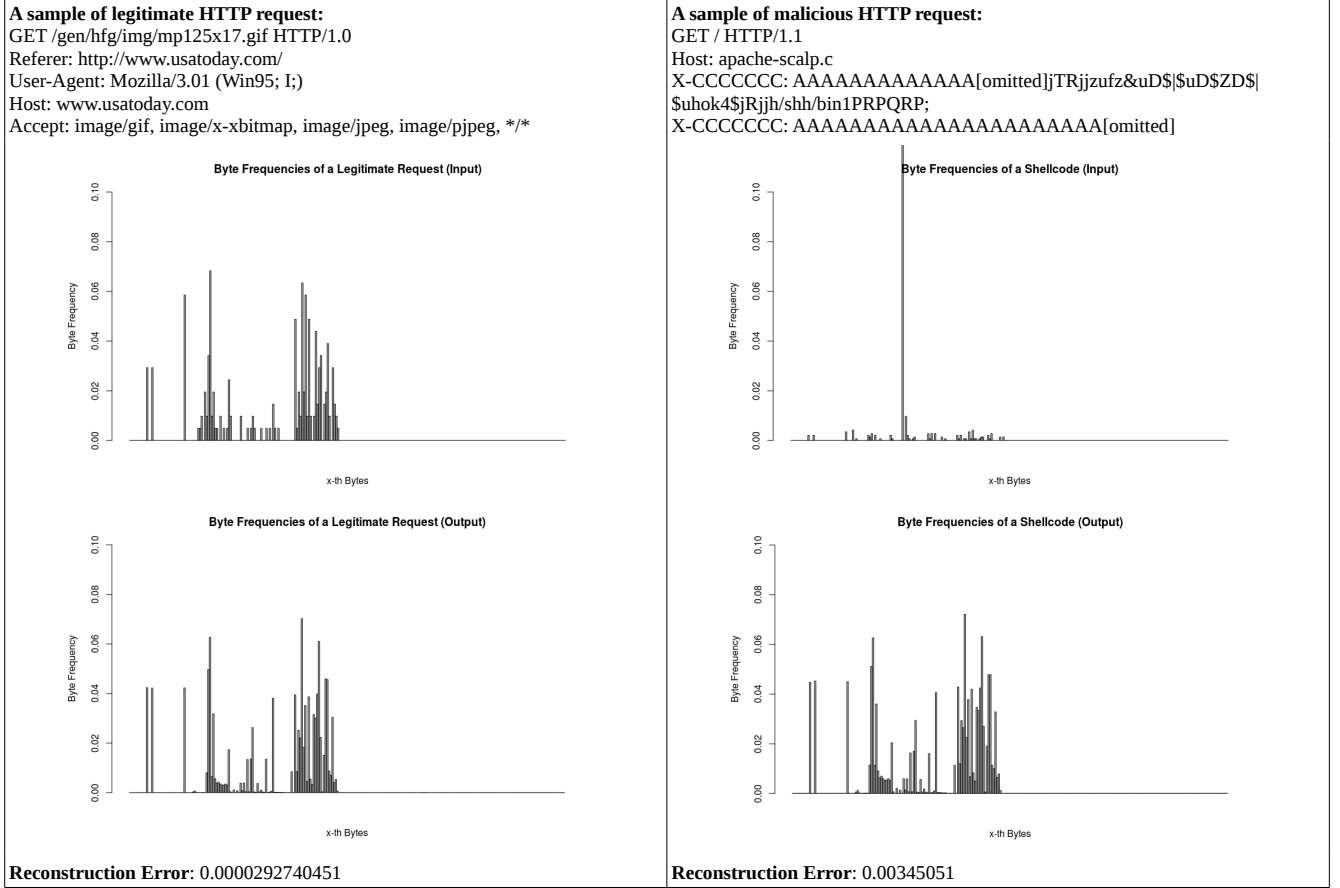 A sample of legitimate HTTP request:
GET /gen/hfg/img/mp125x17.gif HTTP/1.0
Referer: http://www.usatoday.com/
User-Agent: Mozilla/3.01 (Win95; I;)
Host: www.usatoday.com
Accept: image/gif, image/x-xbitmap, image/jpeg, image/pjpeg, */*
Byte Frequencies of a Legitimate Request (Input)
0.10
0.08
0.06
0.04
0.02
0.00
Byte Frequency
x-th Bytes
Byte Frequencies of a Legitimate Request (Output)
0.10
0.08
0.06
0.04
0.02
0.00
Byte Frequency
x-th Bytes
Reconstruction Error: 0.0000292740451
A sample of malicious HTTP request:
GET / HTTP/1.1
Host: apache-scalp.c
X-CCCCCCC: AAAAAAAAAAAAA[omitted]jTRjjzufz&uD$|$uD$ZD$|
$uhok4$jRjjh/shh/bin1PRPQRP;
X-CCCCCCC: AAAAAAAAAAAAAAAAAAAAAA[omitted]
Byte Frequencies of a Shellcode (Input)
0.10
0.08
0.06
0.04
0.02
0.00
Byte Frequency
x-th Bytes
Byte Frequencies of a Shellcode (Output)
0.10
0.08
0.06
0.04
0.02
0.00
Byte Frequency
x-th Bytes
Reconstruction Error: 0.00345051